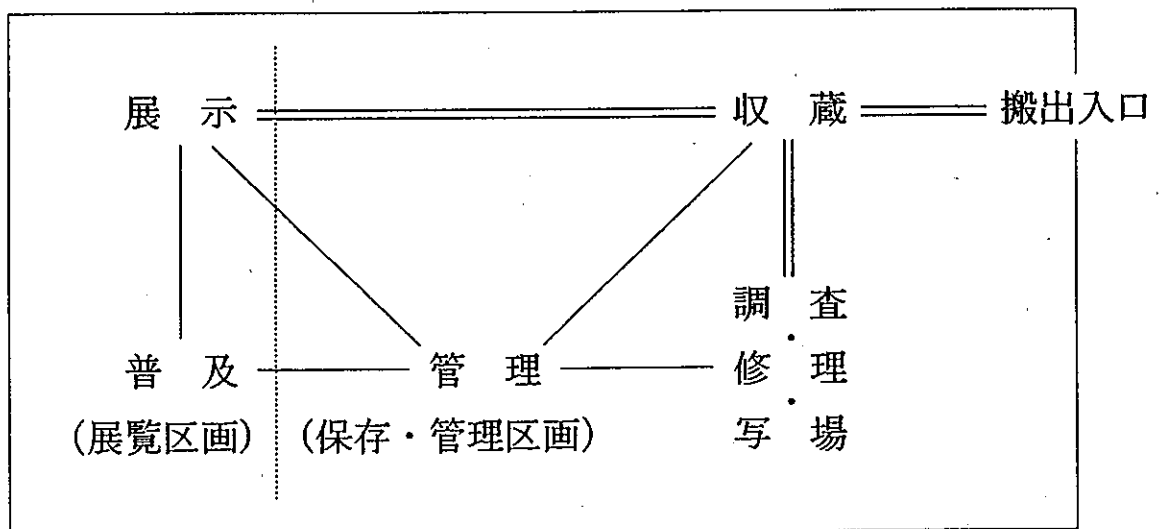 展示 収蔵 搬出入口
調査・
普及 管理 修理・
(展覧区画) (保存・管理区画) 写場